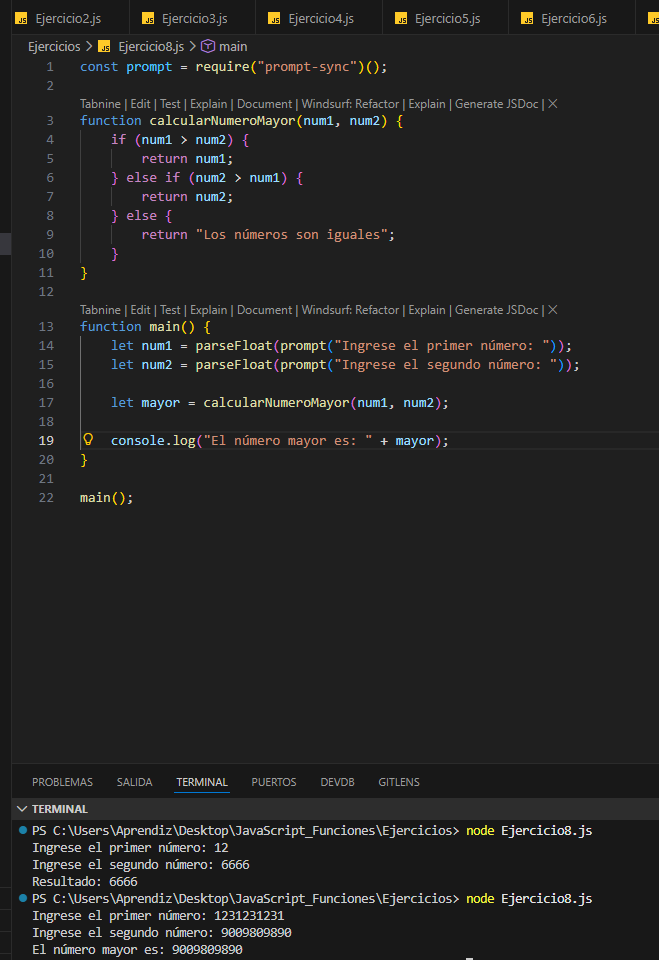 JS Ejercicio2.js JS Ejercicio3.js JS Ejercicio4.js JS Ejercicio5.js JS Ejercicio6.js JS
Ejercicios > JS Ejercicio8.js > main
1 const prompt = require("prompt-sync")();
2
Tabnine | Edit | Test | Explain | Document | Windsurf: Refactor | Explain | Generate JSDoc | X
3 function calcularNumeroMayor(num1, num2) {
4 if (num1 > num2) {
5 return num1;
6 } else if (num2 > num1) {
7 return num2;
8 } else {
9 return "Los números son iguales";
10 }
11 }
12
Tabnine | Edit | Test | Explain | Document | Windsurf: Refactor | Explain | Generate JSDoc | X
13 function main() {
14 let num1 = parseFloat(prompt("Ingrese el primer número: "));
15 let num2 = parseFloat(prompt("Ingrese el segundo número: "));
16
17 let mayor = calcularNumeroMayor(num1, num2);
18
19 console.log("El número mayor es: " + mayor);
20 }
21
22 main();
PROBLEMAS SALIDA TERMINAL PUERTOS DEVDB GITLENS
TERMINAL
PS C:\Users\Aprendiz\Desktop\JavaScript_Funciones\Ejercicios> node Ejercicio8.js
Ingrese el primer número: 12
Ingrese el segundo número: 6666
Resultado: 6666
PS C:\Users\Aprendiz\Desktop\JavaScript_Funciones\Ejercicios> node Ejercicio8.js
Ingrese el primer número: 1231231231
Ingrese el segundo número: 9009809890
El número mayor es: 9009809890